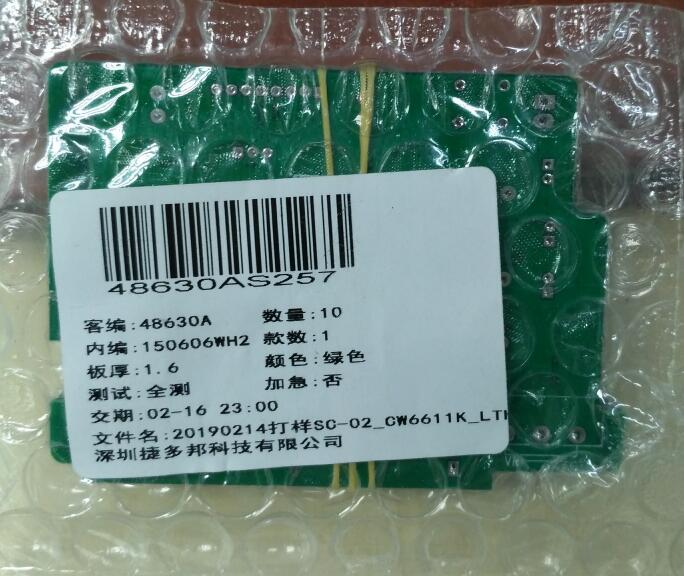 48630AS257
客编:48630A 数量:10
内编:150606WH2 款数:1
板厚:1.6 颜色:绿色
测试:全测 加急:否
交期:02-16 23:00
文件名:20190214打样SC-02_CW6611K_LT
深圳捷多邦科技有限公司